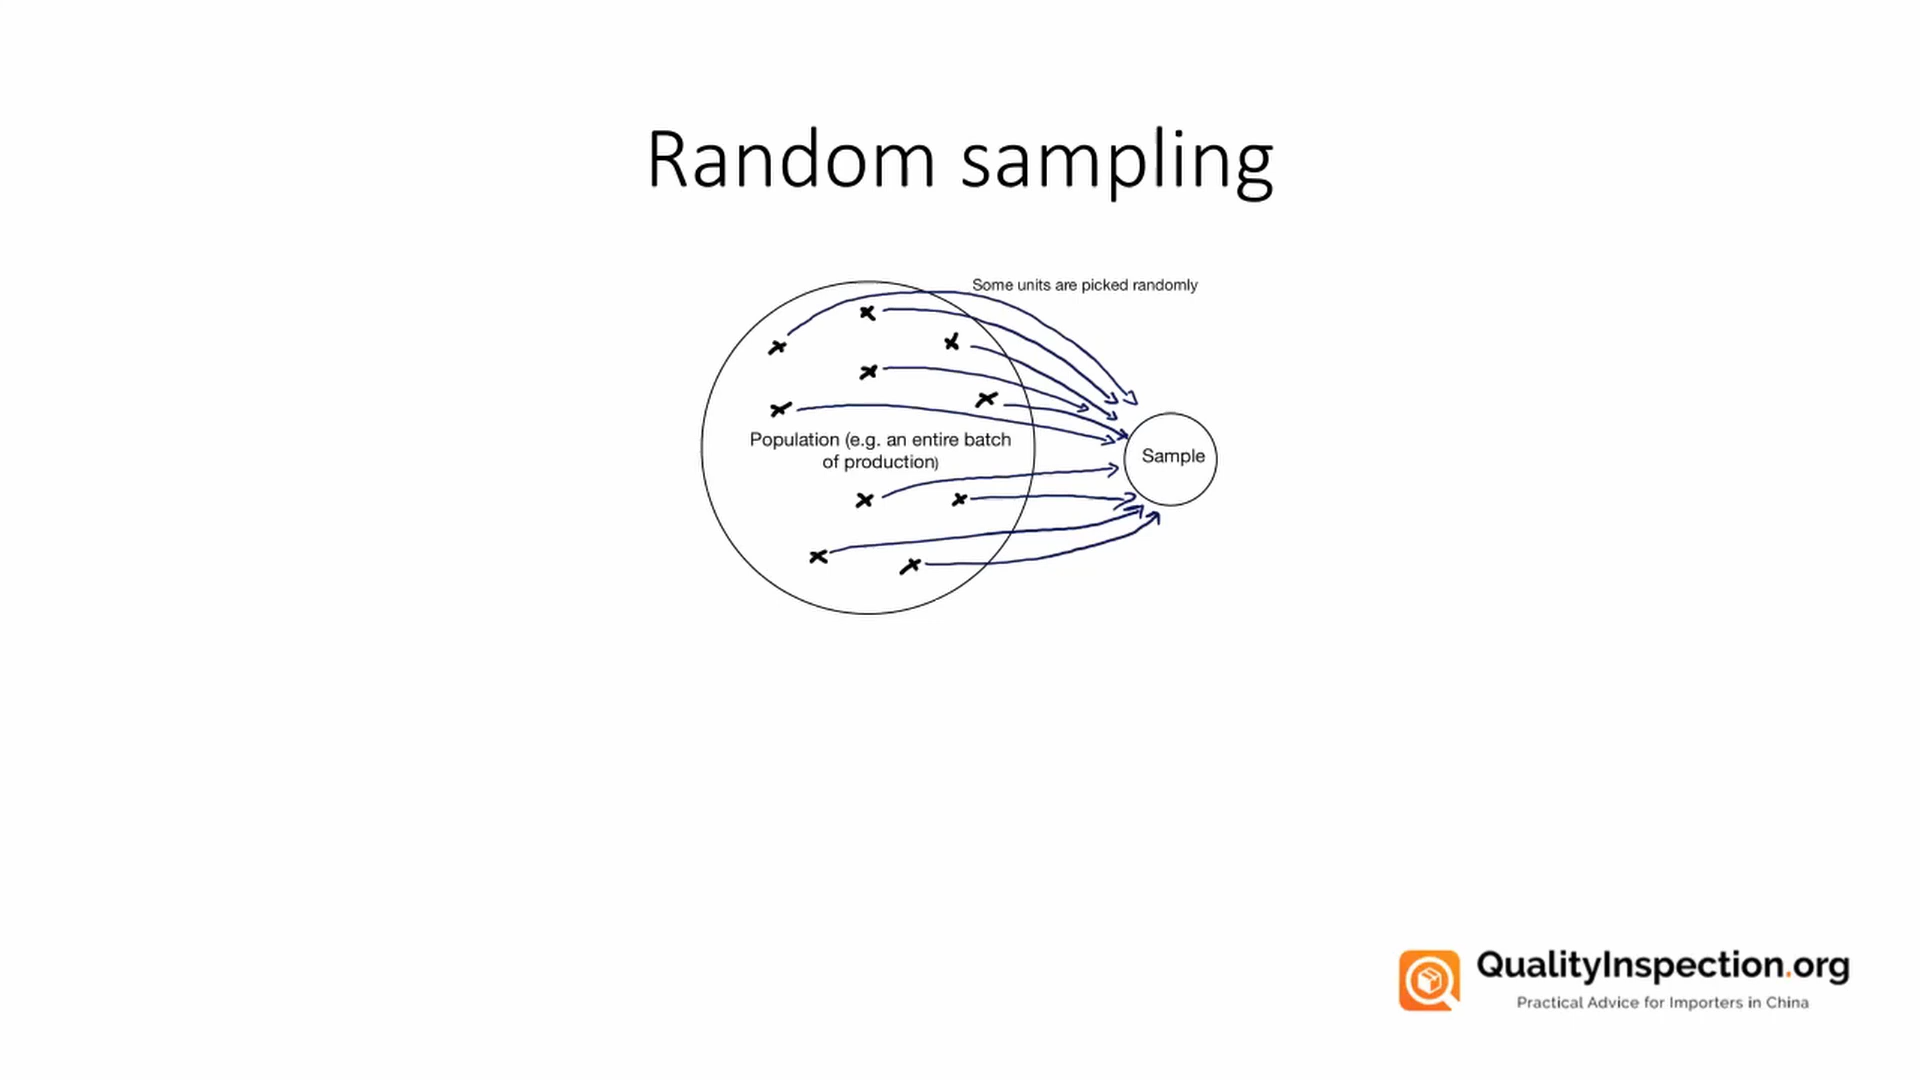 Random sampling
Some units are picked randomly
Population (e.g. an entire batch
of production)
Sample
QualityInspection.org
Practical Advice for Importers in China